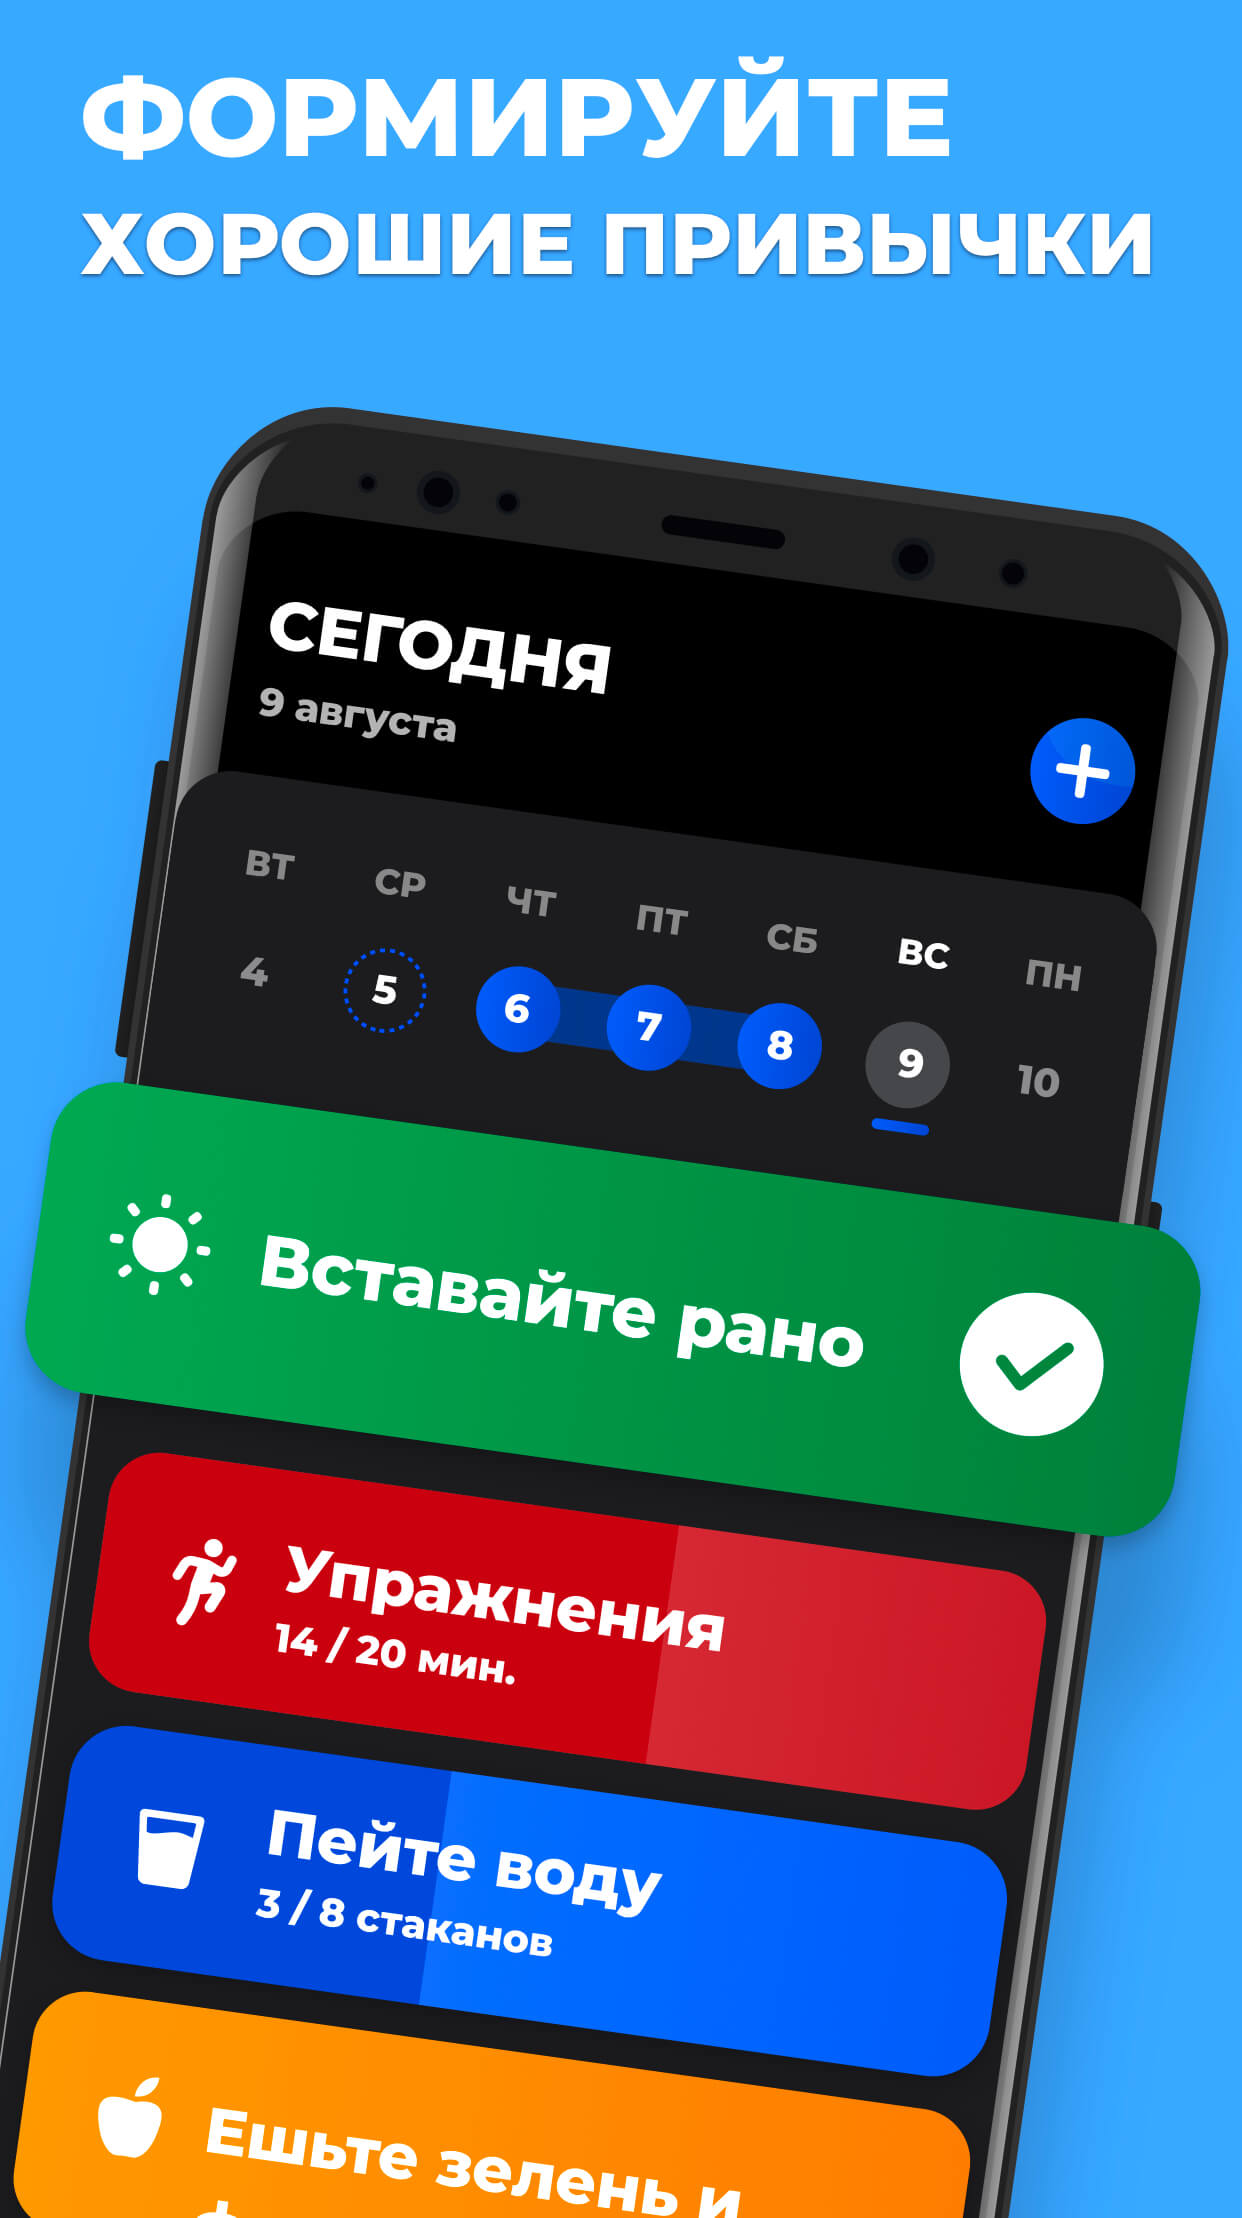 ФОРМИРУЙТЕ
ХОРОШИЕ ПРИВЫЧКИ
СЕГОДНЯ
9 августа
ВТ СР ЧТ ПТ СБ ВС ПН
4 5 6 7 8 9 10
Вставайте рано
Упражнения
14 / 20 мин.
Пейте воду
3 / 8 стаканов
Ешьте зелень и